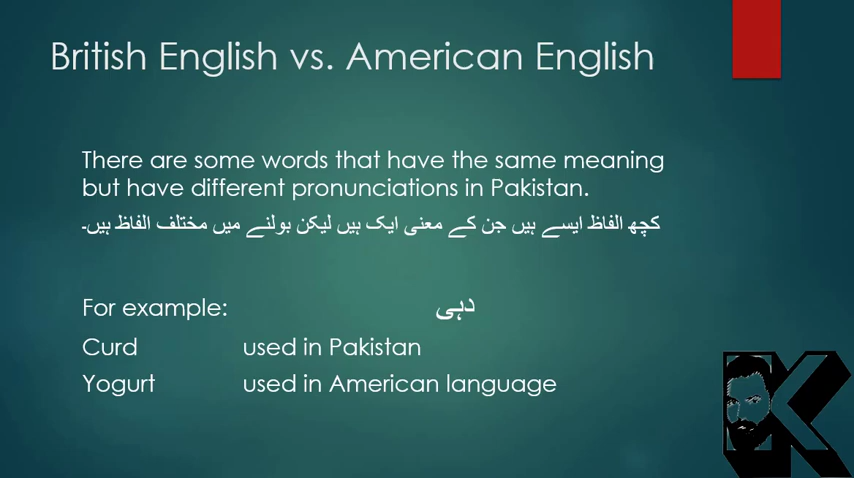 British English vs. American English
There are some words that have the same meaning
but have different pronunciations in Pakistan.
کچھ الفاظ ایسے ہیں جن کے معنی ایک ہیں لیکن بولنے میں مختلف الفاظ ہیں۔
For example: دہی
Curd used in Pakistan
Yogurt used in American language